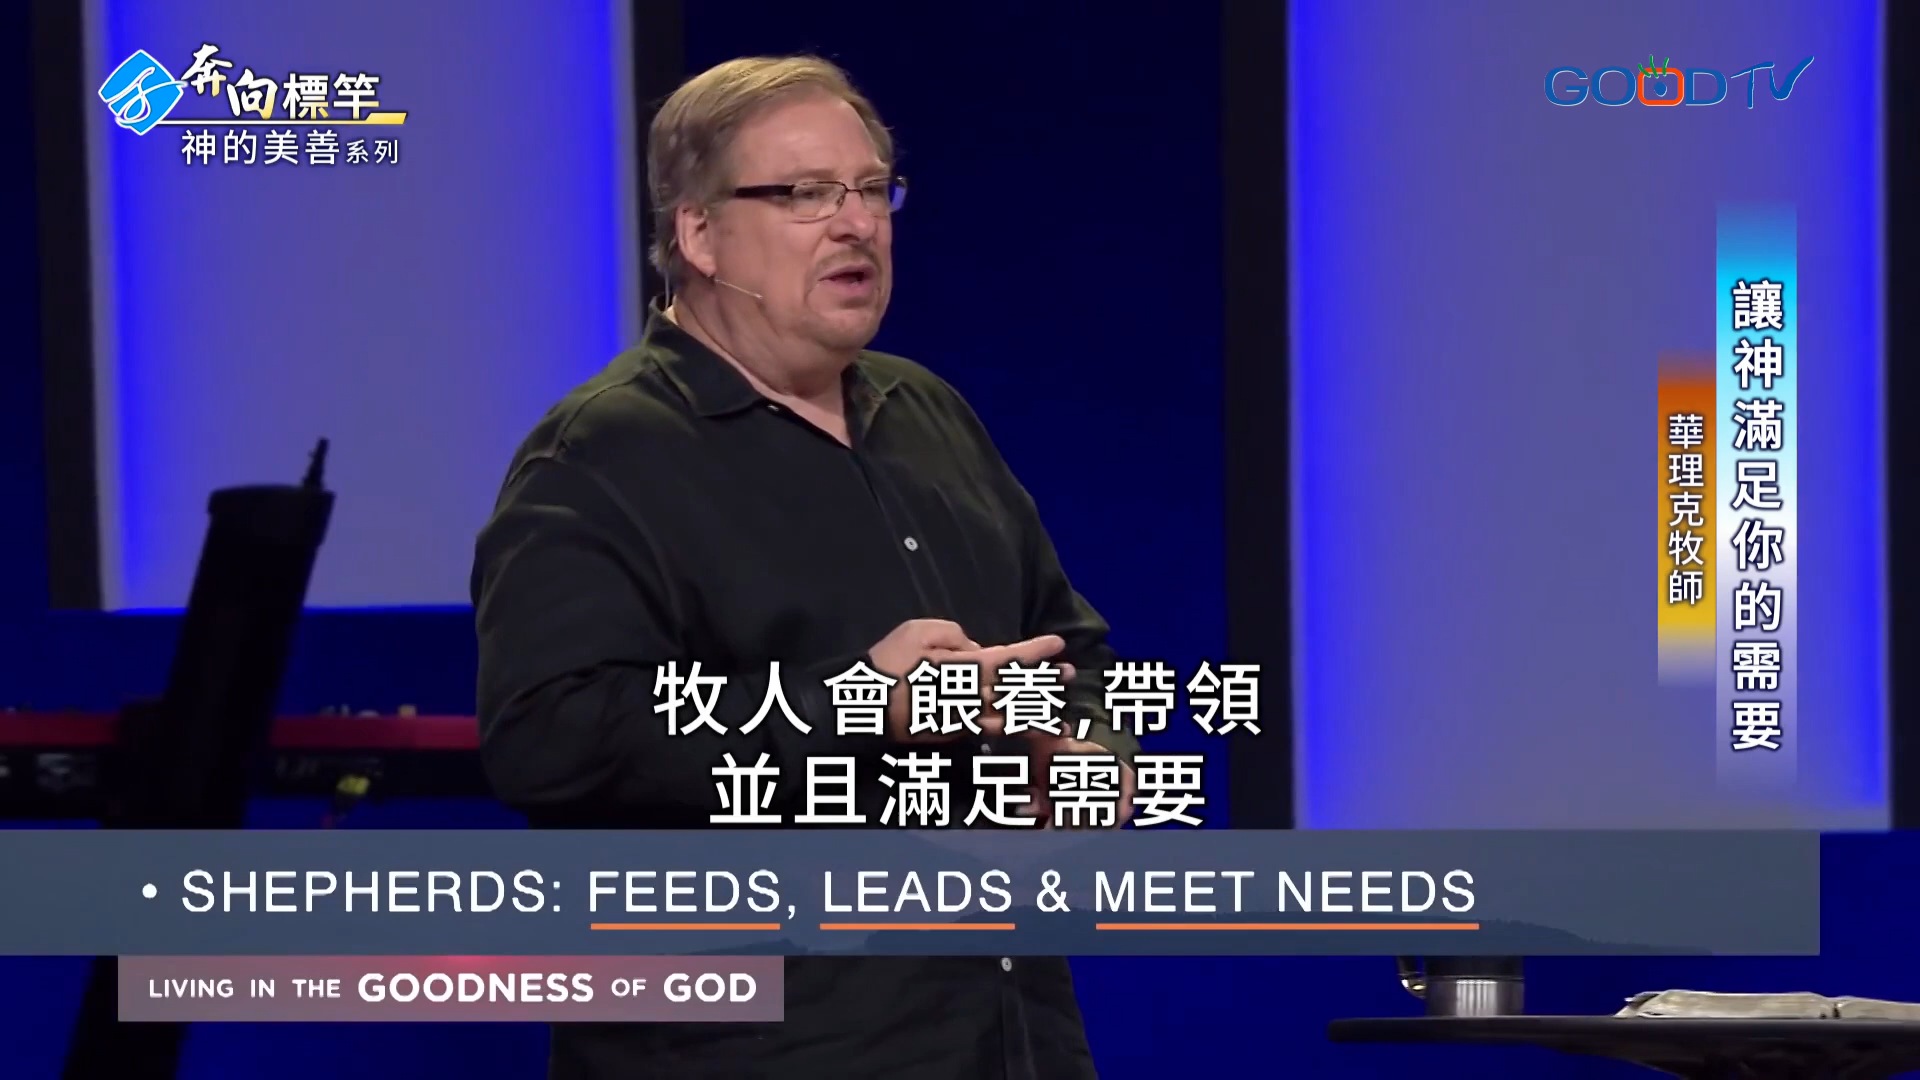 奔向標竿
神的美善系列
GOODTV
讓神滿足你的需要
華理克牧師
牧人會餵養,帶領
並且滿足需要
• SHEPHERDS: FEEDS, LEADS & MEET NEEDS
LIVING IN THE GOODNESS OF GOD